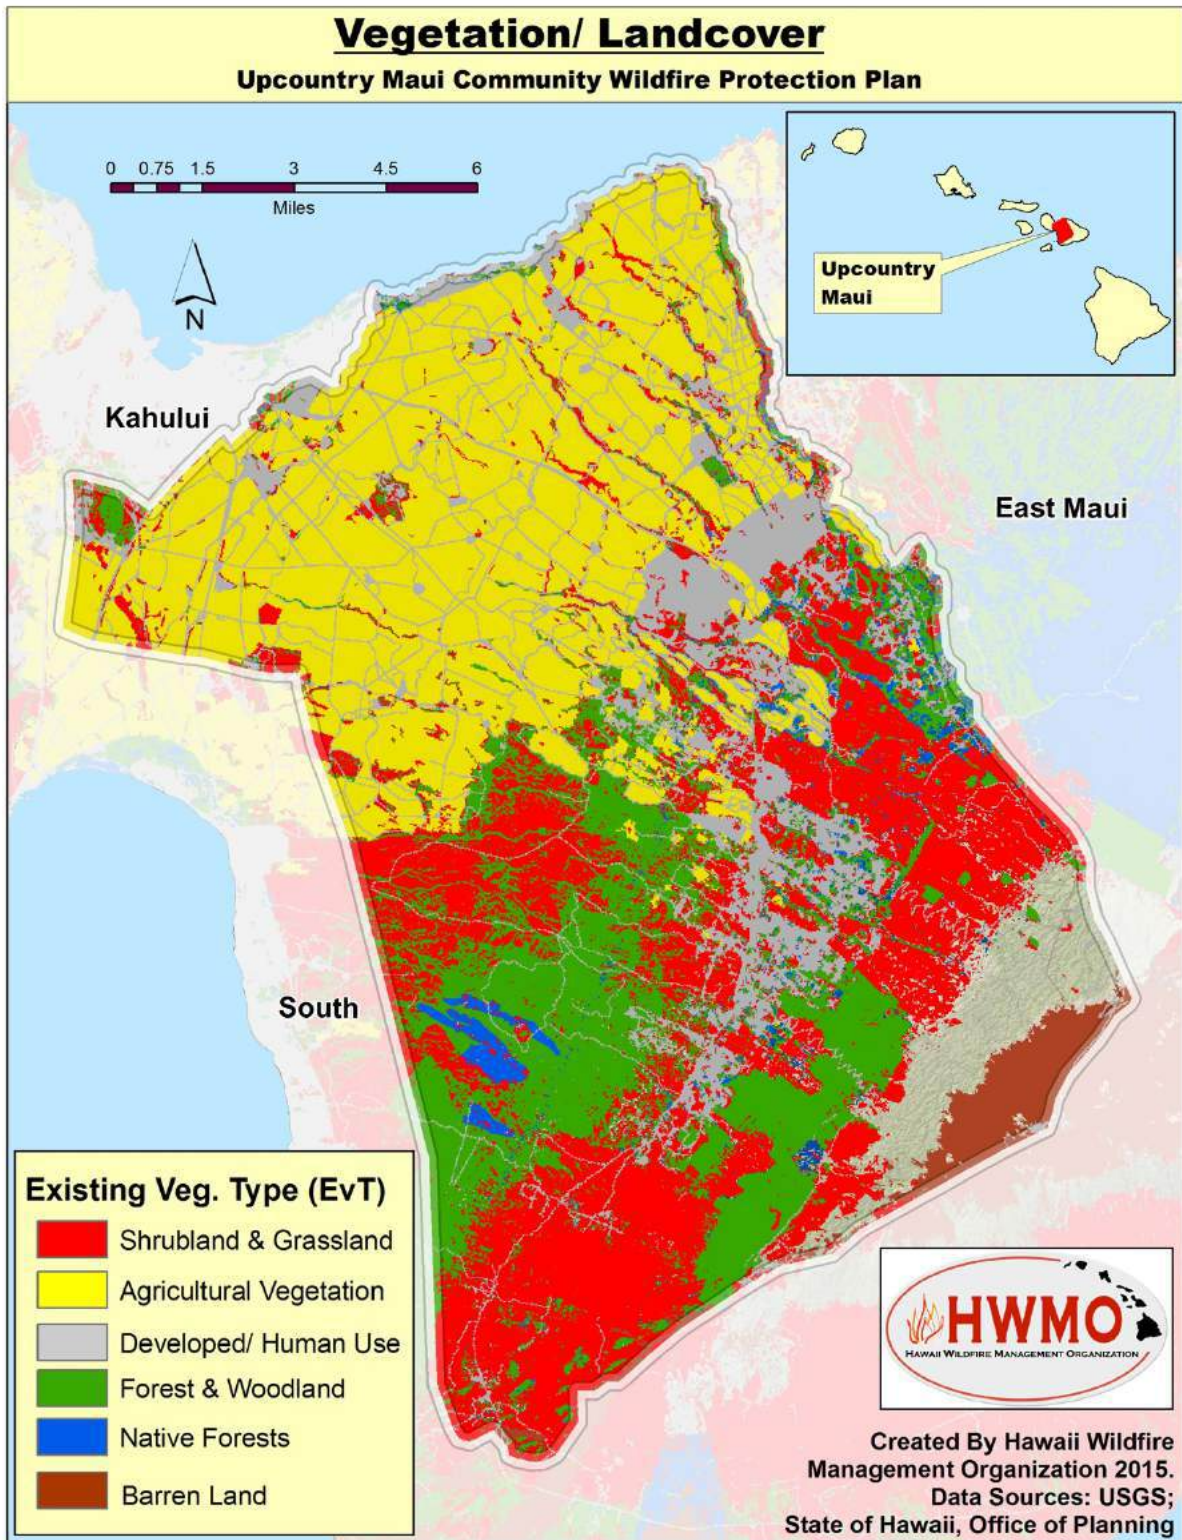 Vegetation/ Landcover
Upcountry Maui Community Wildfire Protection Plan
0 0.75 1.5 3 4.5 6
Miles
N
Upcountry
Maui
Kahului
East Maui
South
Existing Veg. Type (EvT)
Shrubland & Grassland
Agricultural Vegetation
Developed/ Human Use
Forest & Woodland
Native Forests
Barren Land
HWMO
HAWAII WILDFIRE MANAGEMENT ORGANIZATION
Created By Hawaii Wildfire
Management Organization 2015.
Data Sources: USGS;
State of Hawaii, Office of Planning